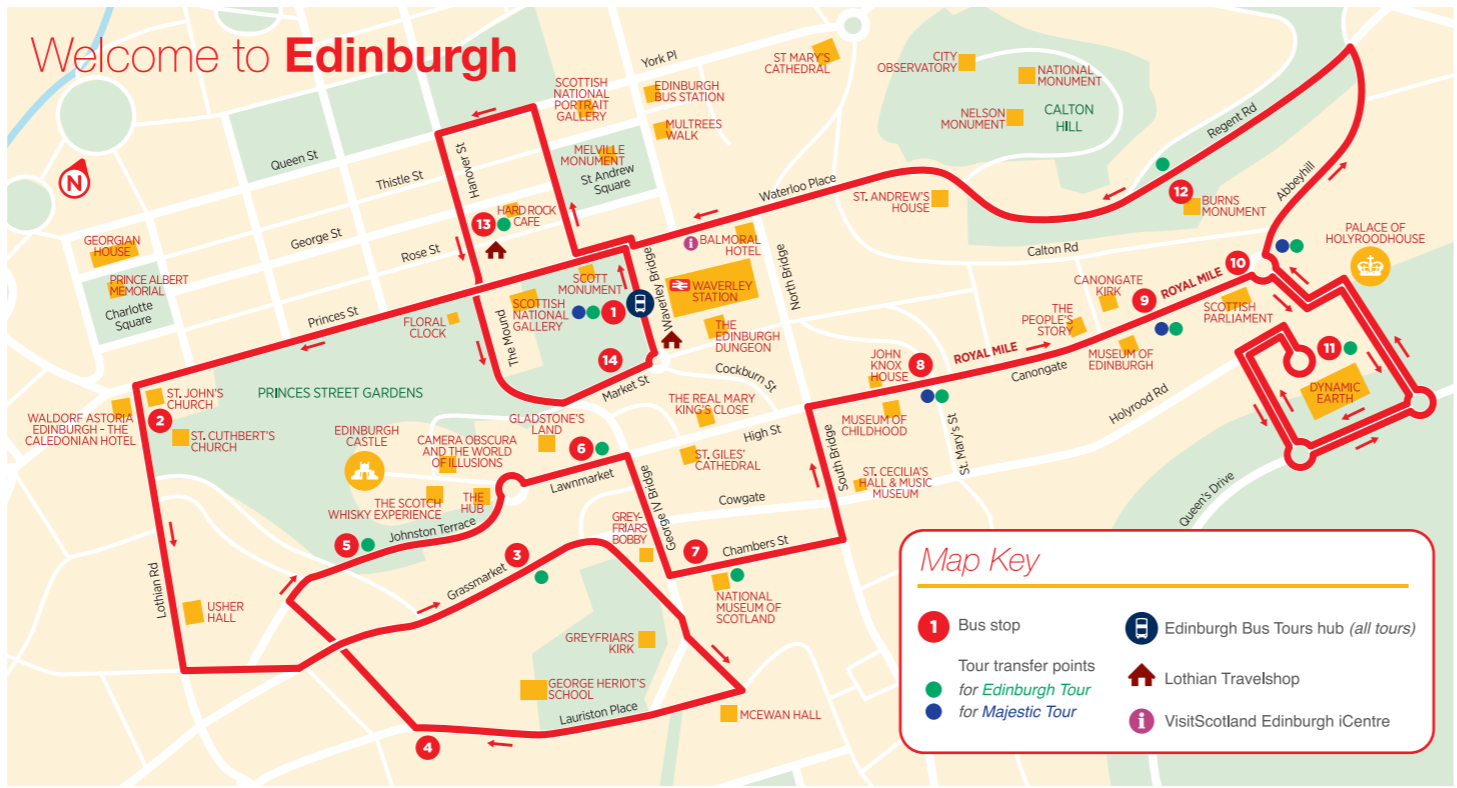 Welcome to Edinburgh
York Pl
ST MARY'S
CATHEDRAL
CITY
OBSERVATORY
NATIONAL
MONUMENT
NELSON
MONUMENT
CALTON
HILL
Regent Rd
SCOTTISH
NATIONAL
PORTRAIT
GALLERY
EDINBURGH
BUS STATION
MULTREES
WALK
MELVILLE
MONUMENT
St Andrew
Square
Queen St
Thistle St
Hanover St
George St
Rose St
N
13
HARD ROCK
CAFE
Waterloo Place
ST. ANDREW'S
HOUSE
12
BURNS
MONUMENT
Abbeyhill
PALACE OF
HOLYROODHOUSE
GEORGIAN
HOUSE
PRINCE ALBERT
MEMORIAL
Charlotte
Square
Princes St
FLORAL
CLOCK
The Mound
SCOTT
MONUMENT
SCOTTISH
NATIONAL
GALLERY
1
14
Waverley Bridge
i
BALMORAL
HOTEL
WAVERLEY
STATION
North Bridge
THE
EDINBURGH
DUNGEON
Market St
Cockburn St
Calton Rd
CANONGATE
KIRK
9
ROYAL MILE
10
SCOTTISH
PARLIAMENT
THE
PEOPLE'S
STORY
MUSEUM OF
EDINBURGH
JOHN
KNOX
HOUSE
8
ROYAL MILE
Canongate
MUSEUM OF
CHILDHOOD
Holyrood Rd
11
DYNAMIC
EARTH
PRINCES STREET GARDENS
ST. JOHN'S
CHURCH
WALDORF ASTORIA
EDINBURGH - THE
CALEDONIAN HOTEL
2
ST. CUTHBERT'S
CHURCH
EDINBURGH
CASTLE
CAMERA OBSCURA
AND THE WORLD
OF ILLUSIONS
GLADSTONE'S
LAND
6
THE REAL MARY
KING'S CLOSE
High St
ST. GILES'
CATHEDRAL
Lawnmarket
THE SCOTCH
WHISKY EXPERIENCE
THE
HUB
Johnston Terrace
5
George IV Bridge
Cowgate
South Bridge
St. Mary's St
ST. CECILIA'S
HALL & MUSIC
MUSEUM
Queen's Drive
GREY-
FRIARS
BOBBY
7
Chambers St
NATIONAL
MUSEUM OF
SCOTLAND
3
Grassmarket
Lothian Rd
USHER
HALL
GREYFRIARS
KIRK
GEORGE HERIOT'S
SCHOOL
Lauriston Place
MCEWAN HALL
4
Map Key
1 Bus stop
Tour transfer points
for Edinburgh Tour
for Majestic Tour
Edinburgh Bus Tours hub (all tours)
Lothian Travelshop
i VisitScotland Edinburgh iCentre